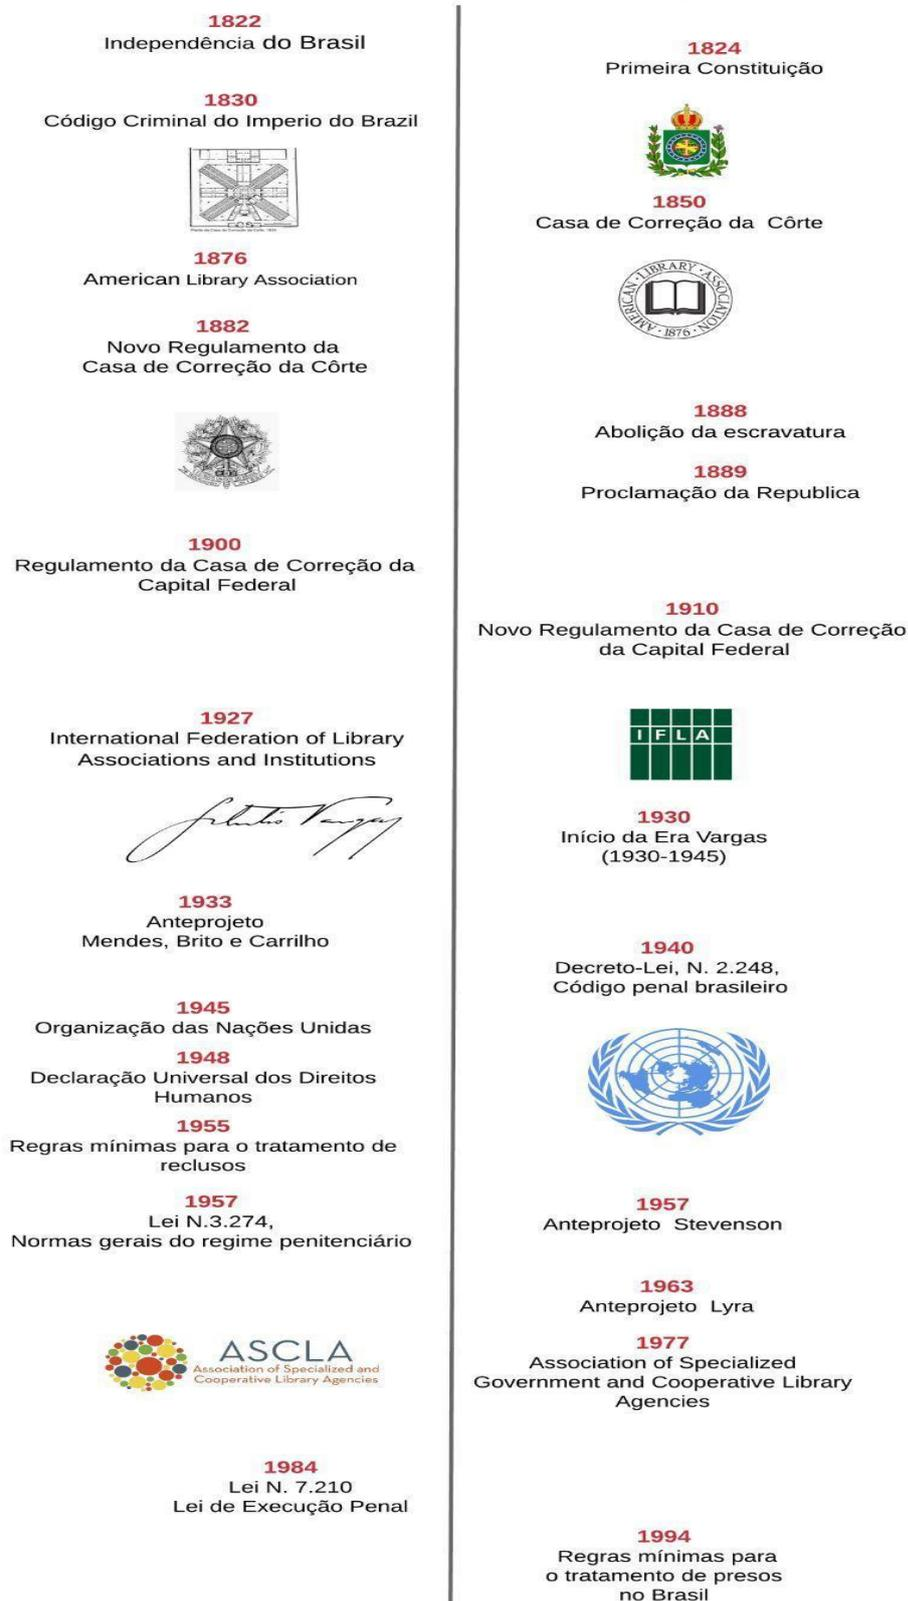 1822
Independência do Brasil
1824
Primeira Constituição
1830
Código Criminal do Imperio do Brazil
1850
Casa de Correção da Côrte
1876
American Library Association
AMERICAN · LIBRARY · ASSOCIATION
· 1876 ·
1882
Novo Regulamento da
Casa de Correção da Côrte
1888
Abolição da escravatura
1889
Proclamação da Republica
1900
Regulamento da Casa de Correção da
Capital Federal
1910
Novo Regulamento da Casa de Correção
da Capital Federal
1927
International Federation of Library
Associations and Institutions
IFLA
Getulio Vargas
1930
Início da Era Vargas
(1930-1945)
1933
Anteprojeto
Mendes, Brito e Carrilho
1940
Decreto-Lei, N. 2.248,
Código penal brasileiro
1945
Organização das Nações Unidas
1948
Declaração Universal dos Direitos
Humanos
1955
Regras mínimas para o tratamento de
reclusos
1957
Lei N.3.274,
Normas gerais do regime penitenciário
1957
Anteprojeto Stevenson
1963
Anteprojeto Lyra
1977
Association of Specialized
Government and Cooperative Library
Agencies
ASCLA
Association of Specialized and
Cooperative Library Agencies
1984
Lei N. 7.210
Lei de Execução Penal
1994
Regras mínimas para
o tratamento de presos
no Brasil